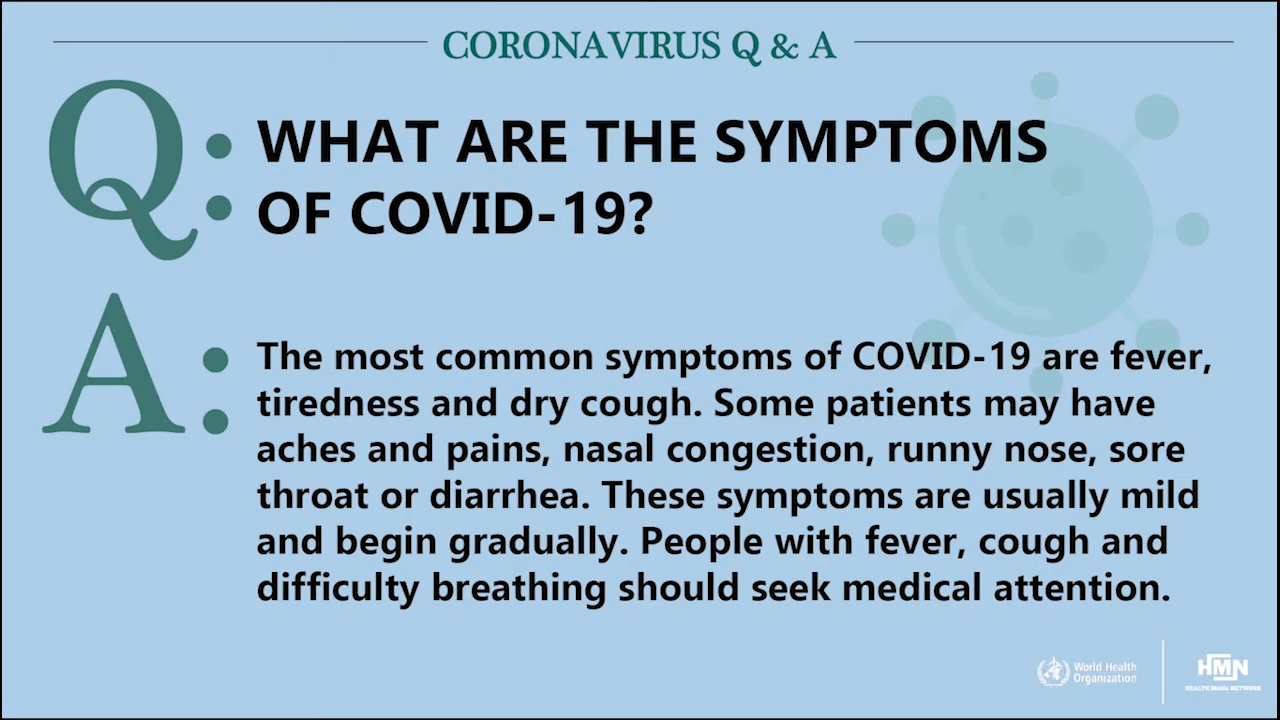 CORONAVIRUS Q & A
Q:
WHAT ARE THE SYMPTOMS
OF COVID-19?
A:
The most common symptoms of COVID-19 are fever,
tiredness and dry cough. Some patients may have
aches and pains, nasal congestion, runny nose, sore
throat or diarrhea. These symptoms are usually mild
and begin gradually. People with fever, cough and
difficulty breathing should seek medical attention.
World Health
Organization
HMN
HEALTH Media NETWORK